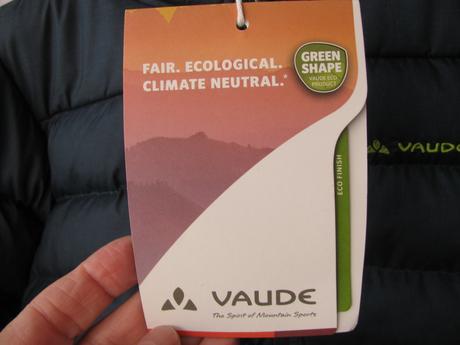 FAIR. ECOLOGICAL.
CLIMATE NEUTRAL.*
GREEN
SHAPE
VAUDE ECO
PRODUCT
ECO FINISH
VAUDE
VAUDE
The Spirit of Mountain Sports